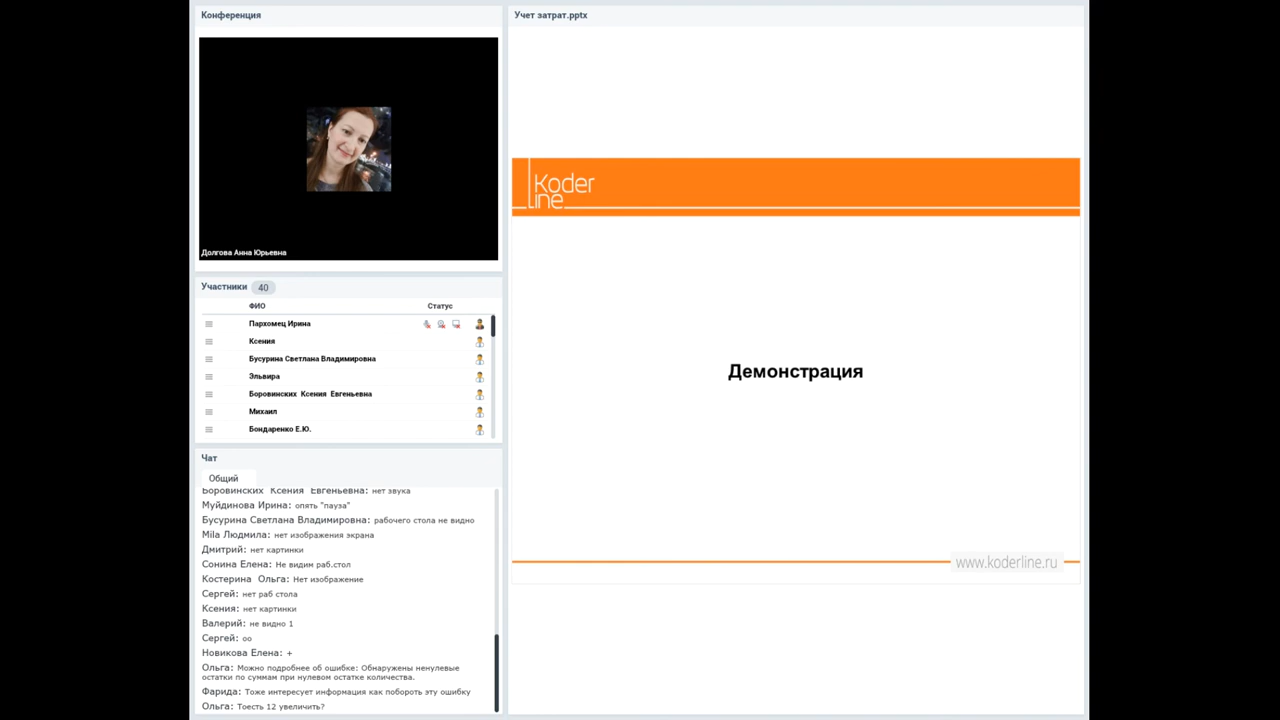 Конференция
Долгова Анна Юрьевна
Участники 40
ФИО Статус
Пархомец Ирина
Ксения
Бусурина Светлана Владимировна
Эльвира
Боровинских Ксения Евгеньевна
Михаил
Бондаренко Е.Ю.
Чат
Общий
Боровинских Ксения Евгеньевна: нет звука
Муйдинова Ирина: опять "пауза"
Бусурина Светлана Владимировна: рабочего стола не видно
Mila Людмила: нет изображения экрана
Дмитрий: нет картинки
Сонина Елена: Не видим раб.стол
Костерина Ольга: Нет изображение
Сергей: нет раб стола
Ксения: нет картинки
Валерий: не видно 1
Сергей: оо
Новикова Елена: +
Ольга: Можно подробнее об ошибке: Обнаружены ненулевые
остатки по суммам при нулевом остатке количества.
Фарида: Тоже интересует информация как побороть эту ошибку
Ольга: Тоесть 12 увеличить?
Учет затрат.pptx
Koder
line
Демонстрация
www.koderline.ru